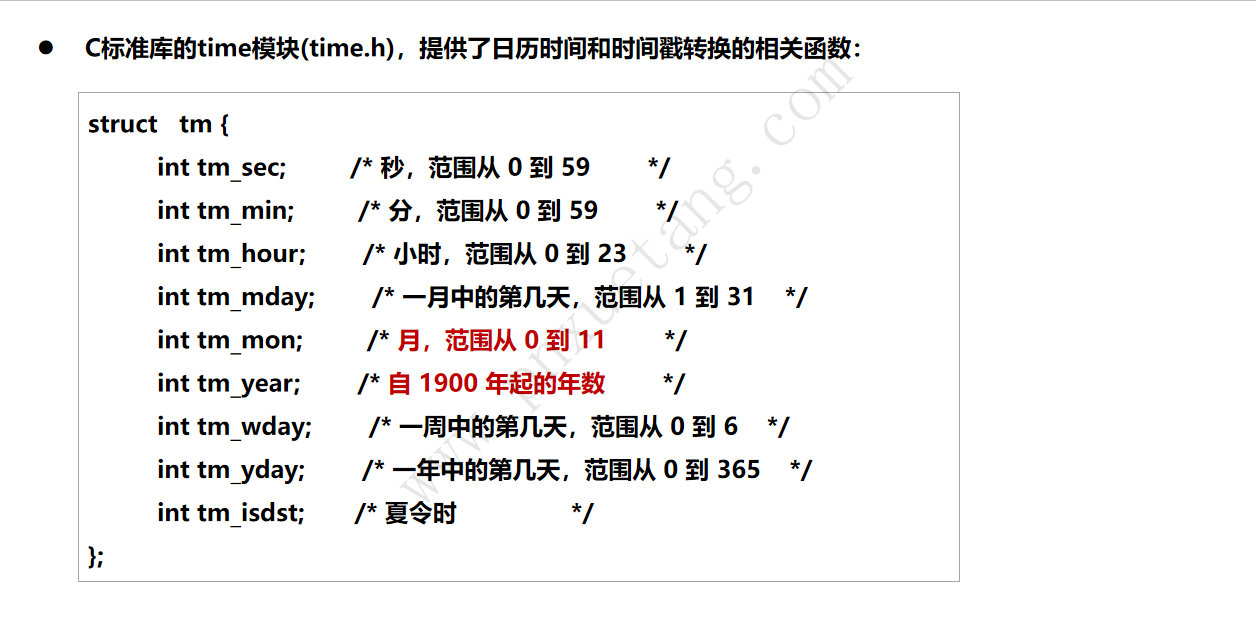 ● C标准库的time模块(time.h)，提供了日历时间和时间戳转换的相关函数：
struct tm {
int tm_sec; /* 秒，范围从 0 到 59 */
int tm_min; /* 分，范围从 0 到 59 */
int tm_hour; /* 小时，范围从 0 到 23 */
int tm_mday; /* 一月中的第几天，范围从 1 到 31 */
int tm_mon; /* 月，范围从 0 到 11 */
int tm_year; /* 自 1900 年起的年数 */
int tm_wday; /* 一周中的第几天，范围从 0 到 6 */
int tm_yday; /* 一年中的第几天，范围从 0 到 365 */
int tm_isdst; /* 夏令时 */
};